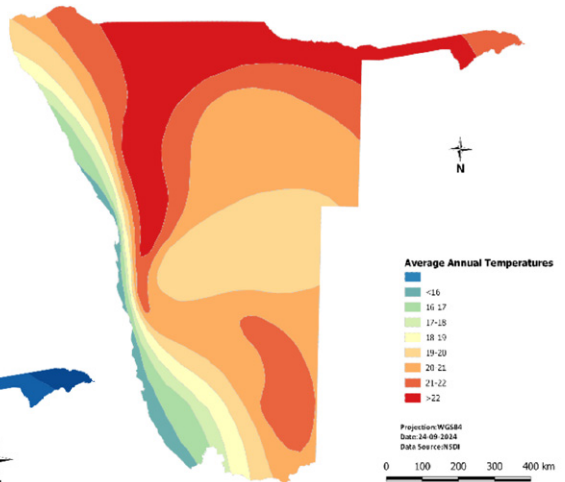 N
Average Annual Temperatures
<16
16-17
17-18
18-19
19-20
20-21
21-22
>22
Projection:WGS84
Date:24-09-2024
Data Source:NSDI
0 100 200 300 400 km